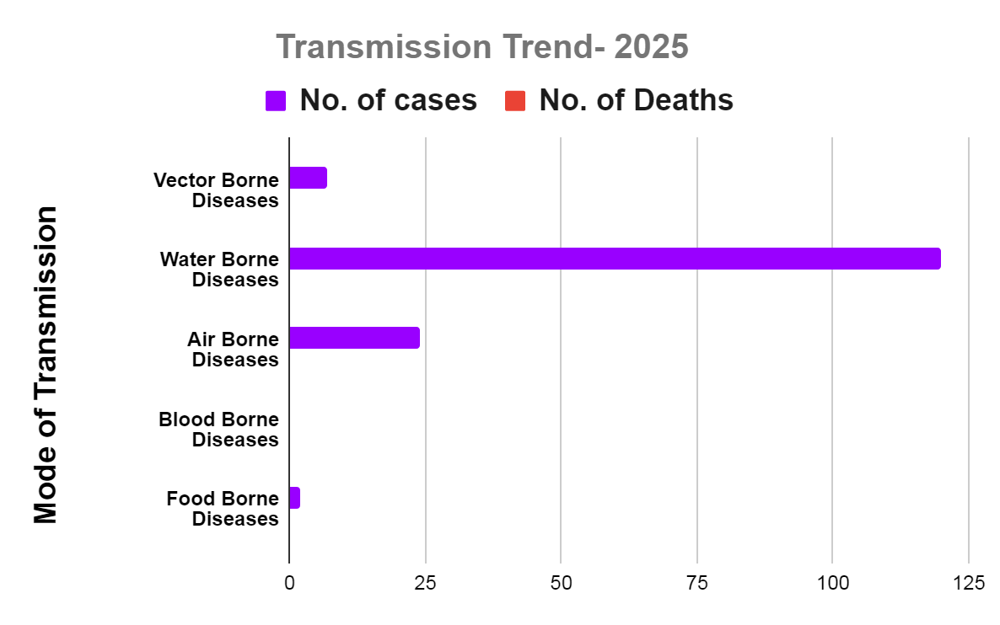 Transmission Trend- 2025
No. of cases
No. of Deaths
Mode of Transmission
Vector Borne
Diseases
Water Borne
Diseases
Air Borne
Diseases
Blood Borne
Diseases
Food Borne
Diseases
0 25 50 75 100 125